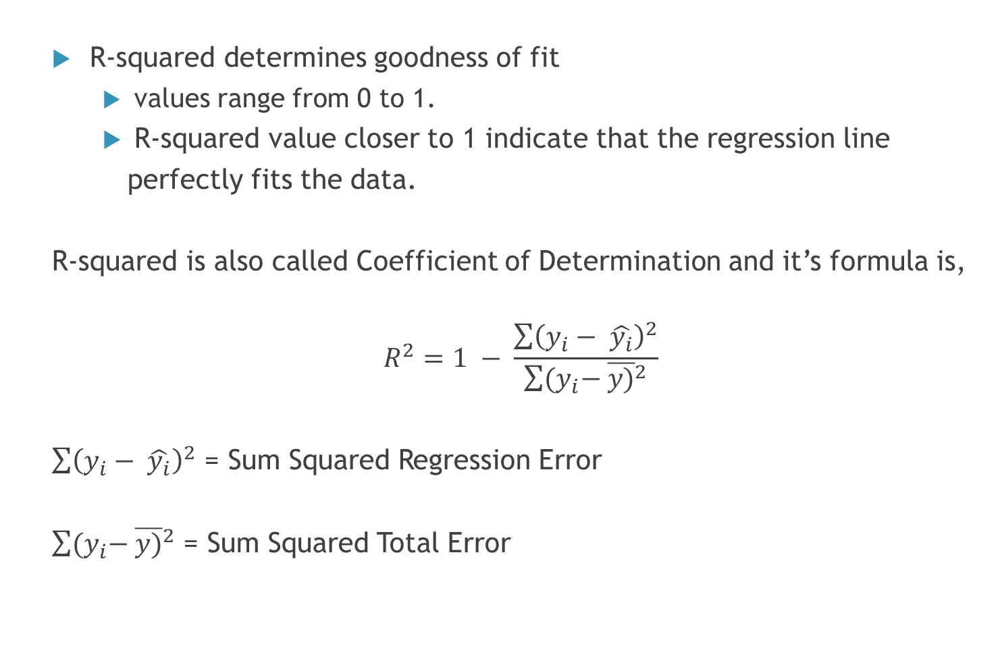 ▶ R-squared determines goodness of fit
▶ values range from 0 to 1.
▶ R-squared value closer to 1 indicate that the regression line
perfectly fits the data.
R-squared is also called Coefficient of Determination and it’s formula is,
$R^2 = 1 - \frac{\sum(y_i - \widehat{y_i})^2}{\sum(y_i - \overline{y)}^2}$
$\sum(y_i - \widehat{y_i})^2$ = Sum Squared Regression Error
$\sum(y_i - \overline{y)}^2$ = Sum Squared Total Error